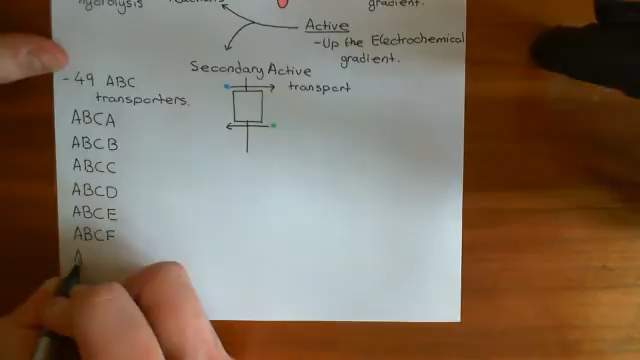 hydrolysis
gradient.
Active
-Up the Electrochemical
gradient.
Secondary Active
transport
-49 ABC
transporters.
ABCA
ABCB
ABCC
ABCD
ABCE
ABCF
A